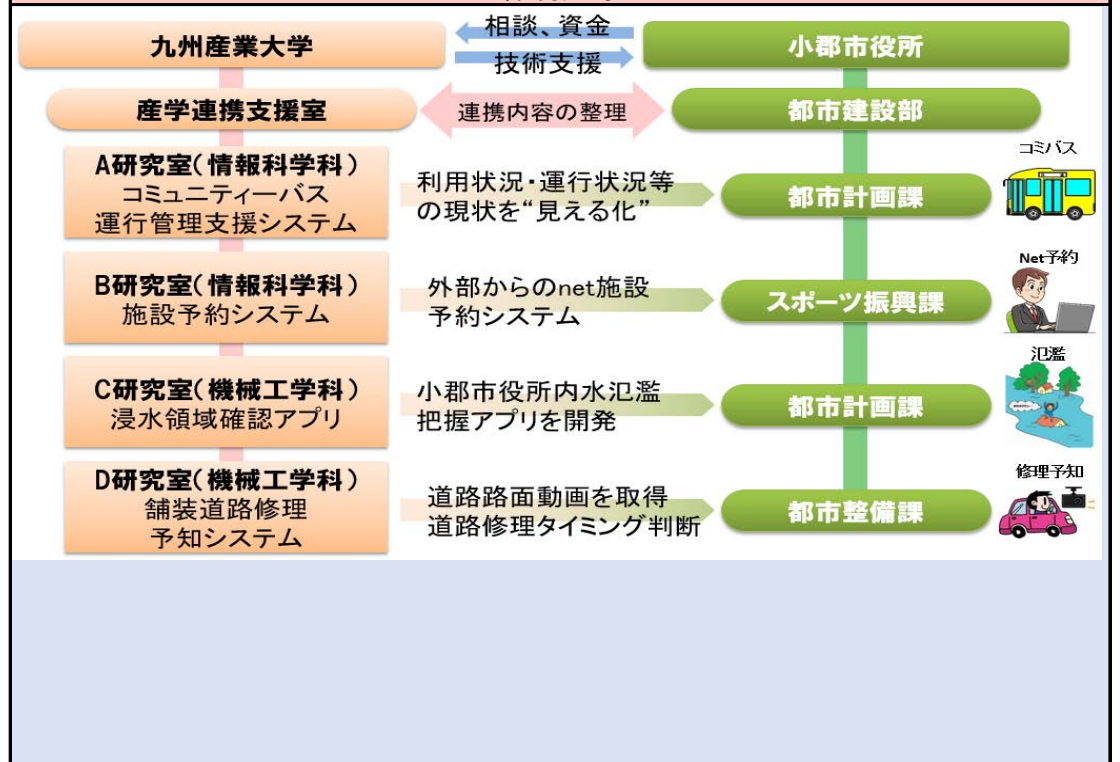 九州産業大学
相談、資金
技術支援
小郡市役所
産学連携支援室
連携内容の整理
都市建設部
A研究室(情報科学科)
コミュニティーバス
運行管理支援システム
利用状況・運行状況等
の現状を“見える化”
都市計画課
コミバス
B研究室(情報科学科)
施設予約システム
外部からのnet施設
予約システム
スポーツ振興課
Net予約
C研究室(機械工学科)
浸水領域確認アプリ
小郡市役所内水氾濫
把握アプリを開発
都市計画課
氾濫
D研究室(機械工学科)
舗装道路修理
予知システム
道路路面動画を取得
道路修理タイミング判断
都市整備課
修理予知